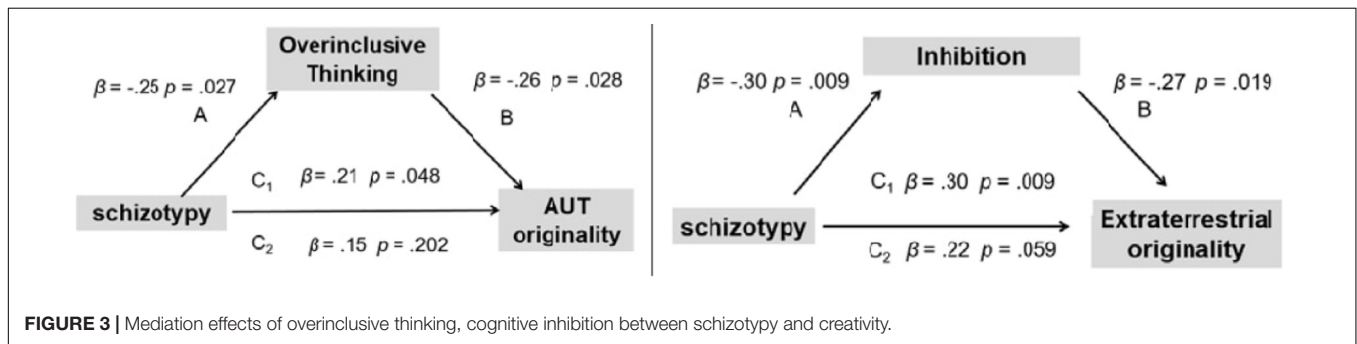 Overinclusive
Thinking
β = -.25 p = .027
β = -.26 p = .028
A
B
C₁ β = .21 p = .048
schizotypy
AUT
originality
C₂ β = .15 p = .202
Inhibition
β = -.30 p = .009
β = -.27 p = .019
A
B
C₁ β = .30 p = .009
schizotypy
Extraterrestrial
originality
C₂ β = .22 p = .059
FIGURE 3 | Mediation effects of overinclusive thinking, cognitive inhibition between schizotypy and creativity.